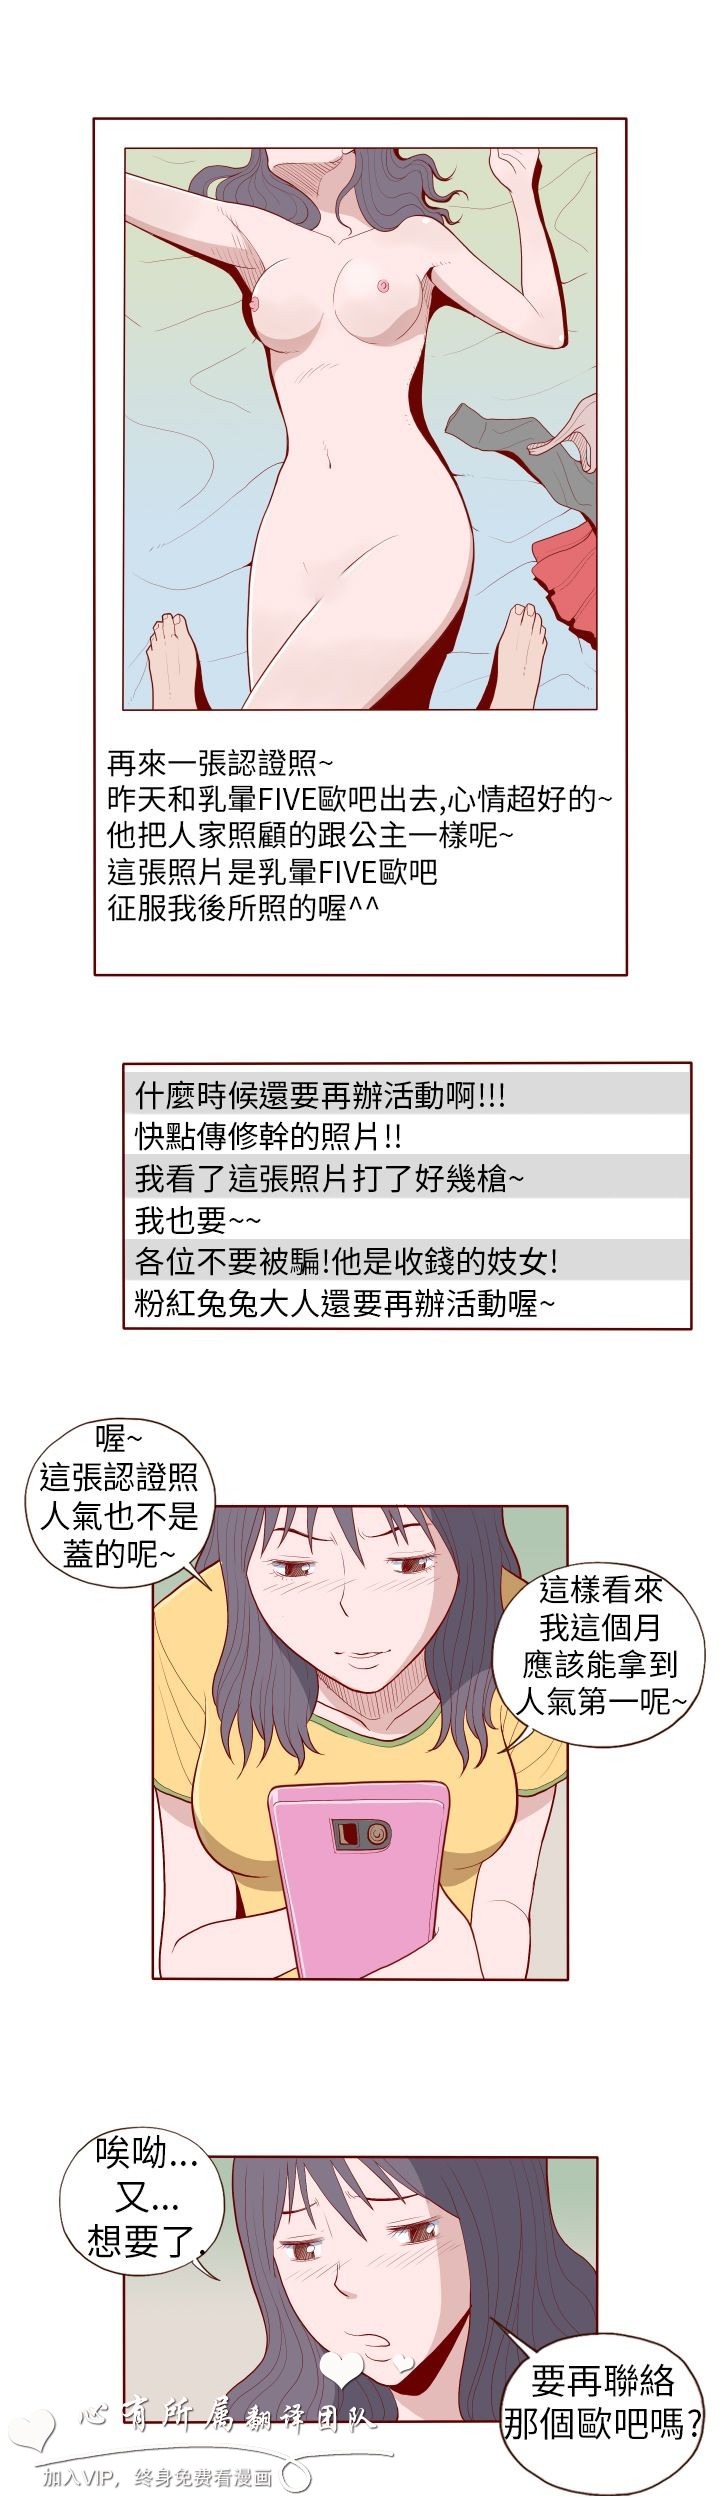 再來一張認證照~
昨天和乳暈FIVE歐吧出去,心情超好的~
他把人家照顧的跟公主一樣呢~
這張照片是乳暈FIVE歐吧
征服我後所照的喔^^
什麼時候還要再辦活動啊!!!
快點傳修幹的照片!!
我看了這張照片打了好幾槍~
我也要~~
各位不要被騙!他是收錢的妓女!
粉紅兔兔大人還要再辦活動喔~
喔~
這張認證照
人氣也不是
蓋的呢~
這樣看來
我這個月
應該能拿到
人氣第一呢~
唉呦...
又...
想要了.
要再聯絡
那個歐吧嗎?
心有所属翻译团队
加入VIP，终身免费看漫画